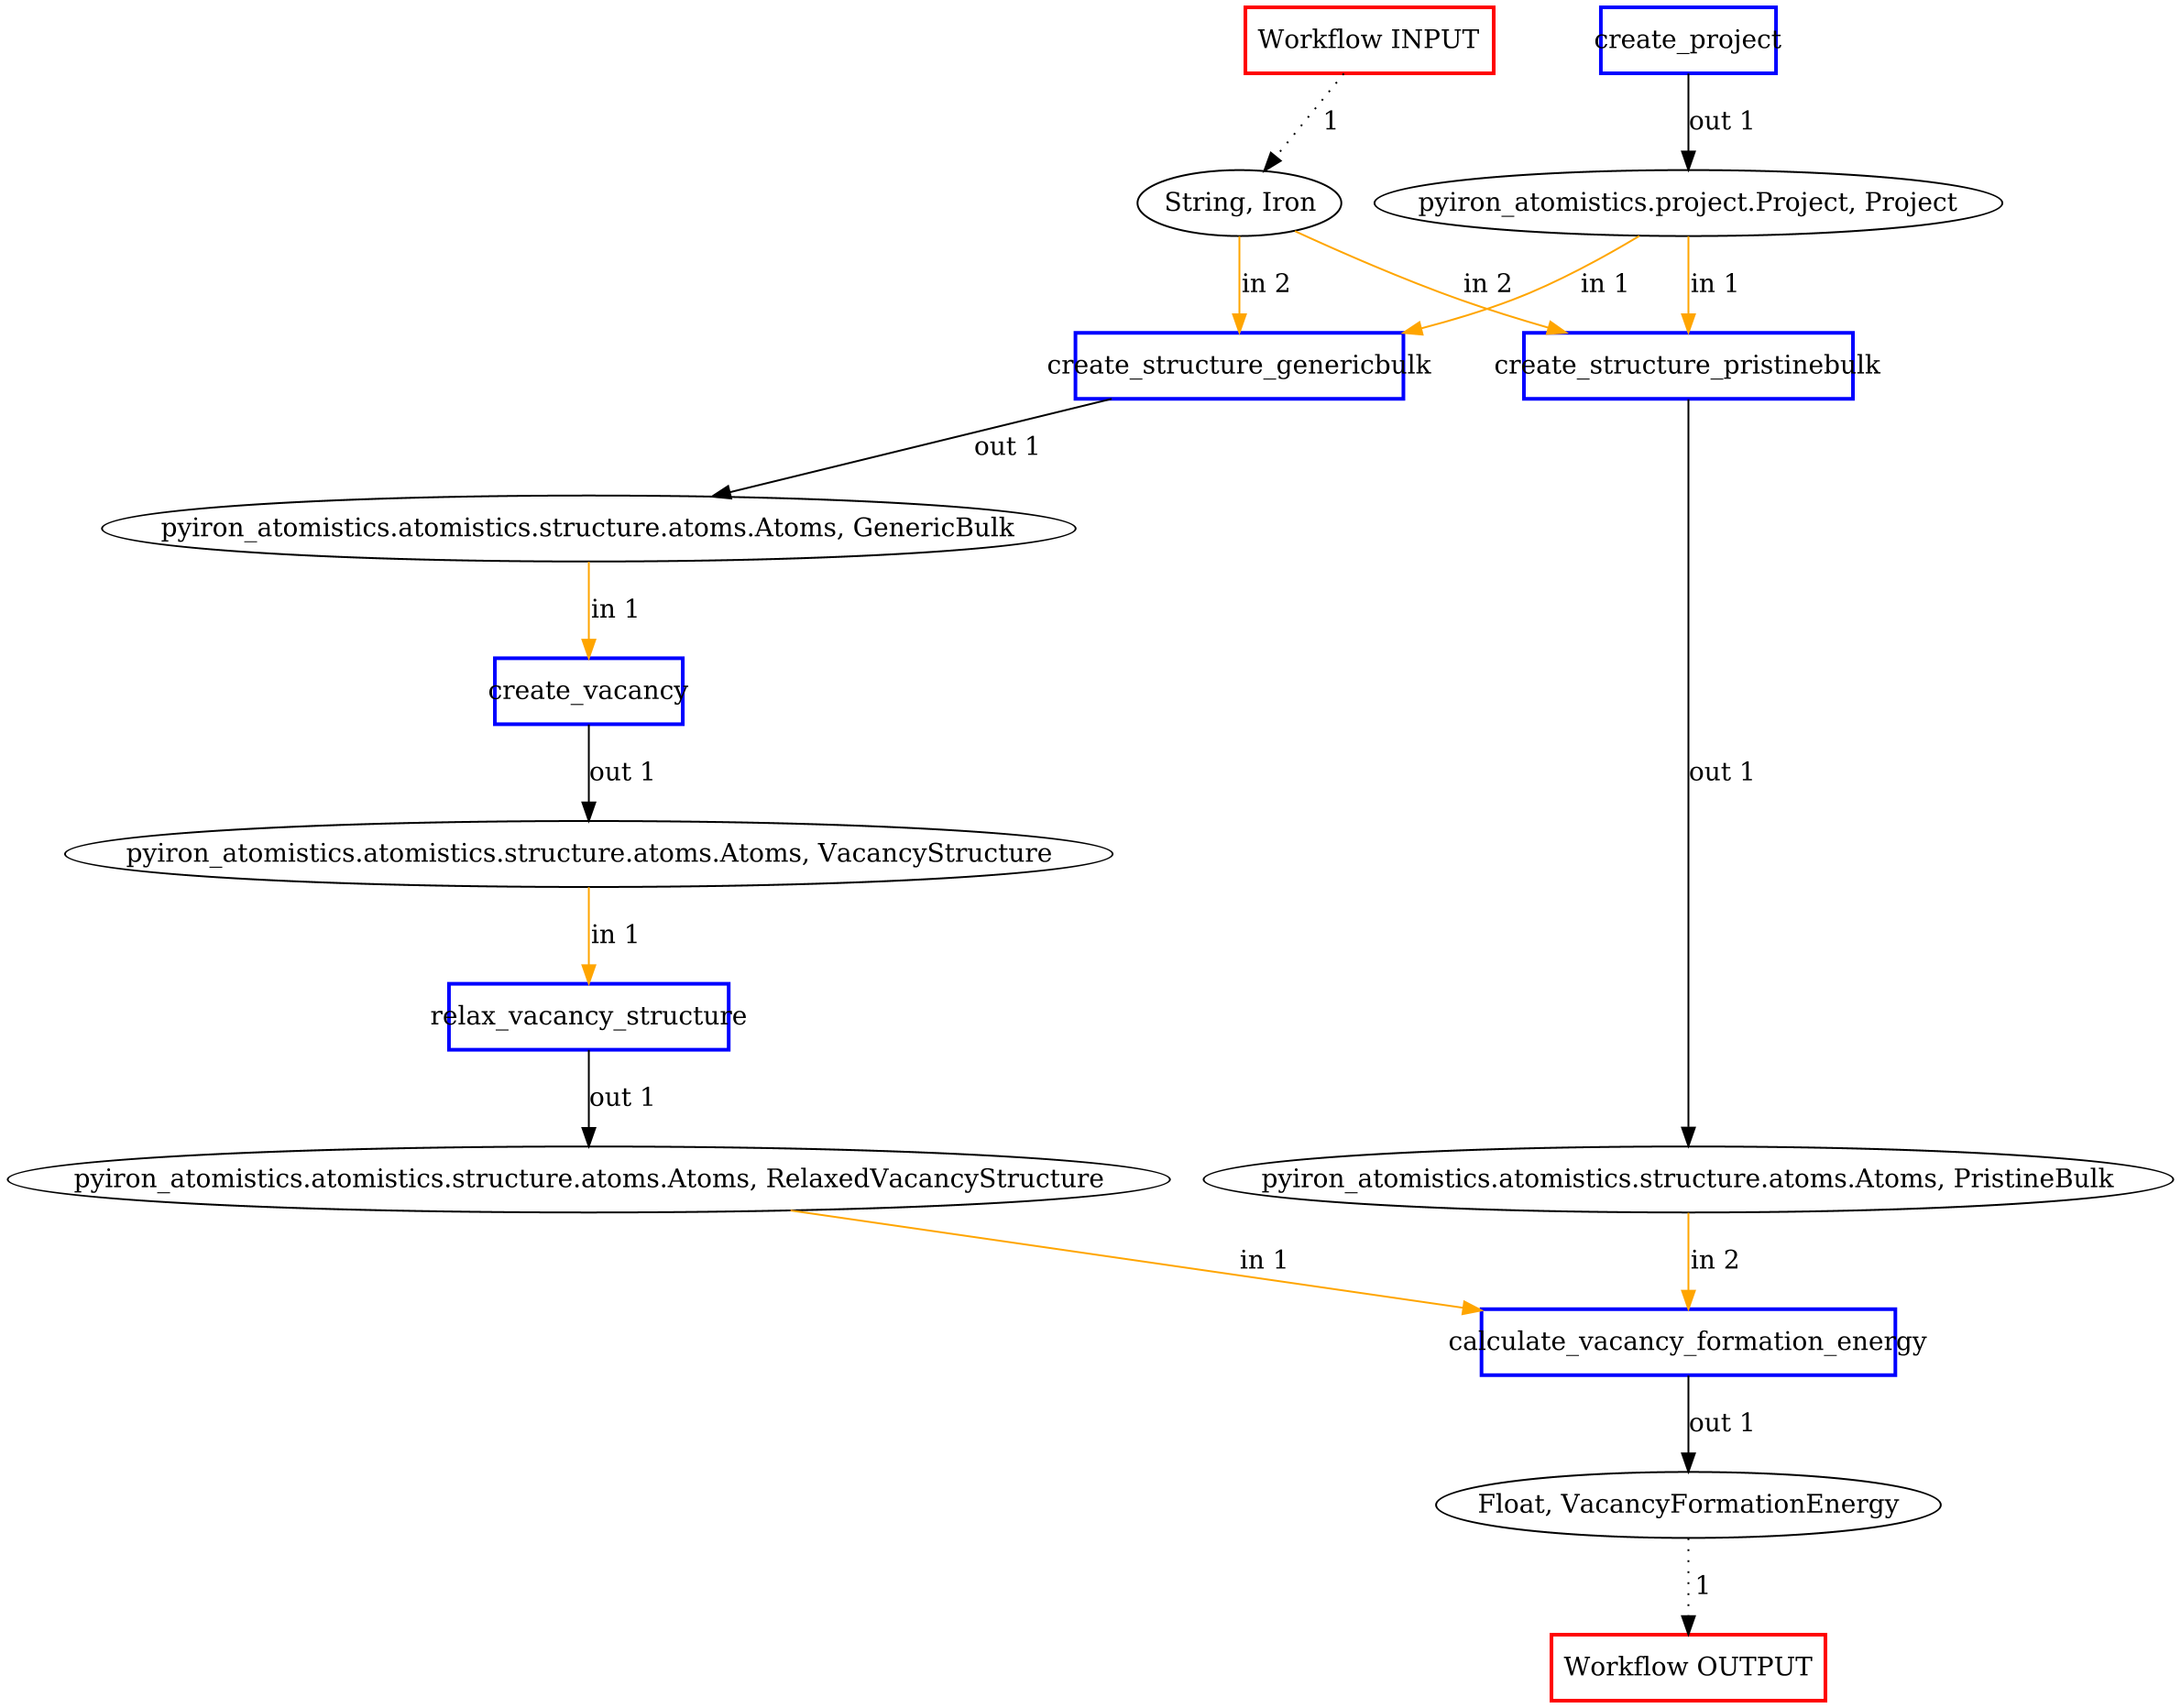 Workflow INPUT
create_project
1
out 1
String, Iron
pyiron_atomistics.project.Project, Project
in 2
in 2
in 1
in 1
create_structure_genericbulk
create_structure_pristinebulk
out 1
pyiron_atomistics.atomistics.structure.atoms.Atoms, GenericBulk
in 1
create_vacancy
out 1
out 1
pyiron_atomistics.atomistics.structure.atoms.Atoms, VacancyStructure
in 1
relax_vacancy_structure
out 1
pyiron_atomistics.atomistics.structure.atoms.Atoms, RelaxedVacancyStructure
pyiron_atomistics.atomistics.structure.atoms.Atoms, PristineBulk
in 1
in 2
calculate_vacancy_formation_energy
out 1
Float, VacancyFormationEnergy
1
Workflow OUTPUT